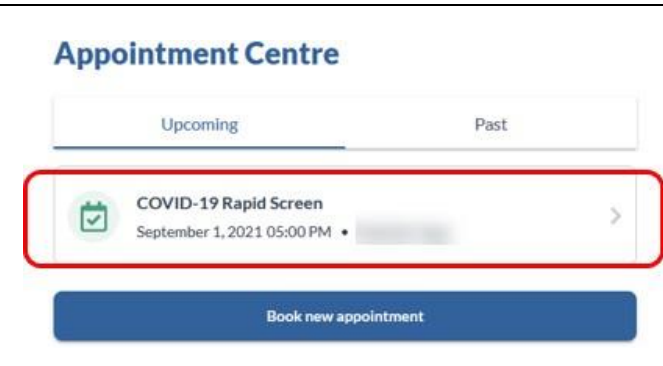 Appointment Centre
Upcoming Past
COVID-19 Rapid Screen
September 1, 2021 05:00 PM •
Book new appointment